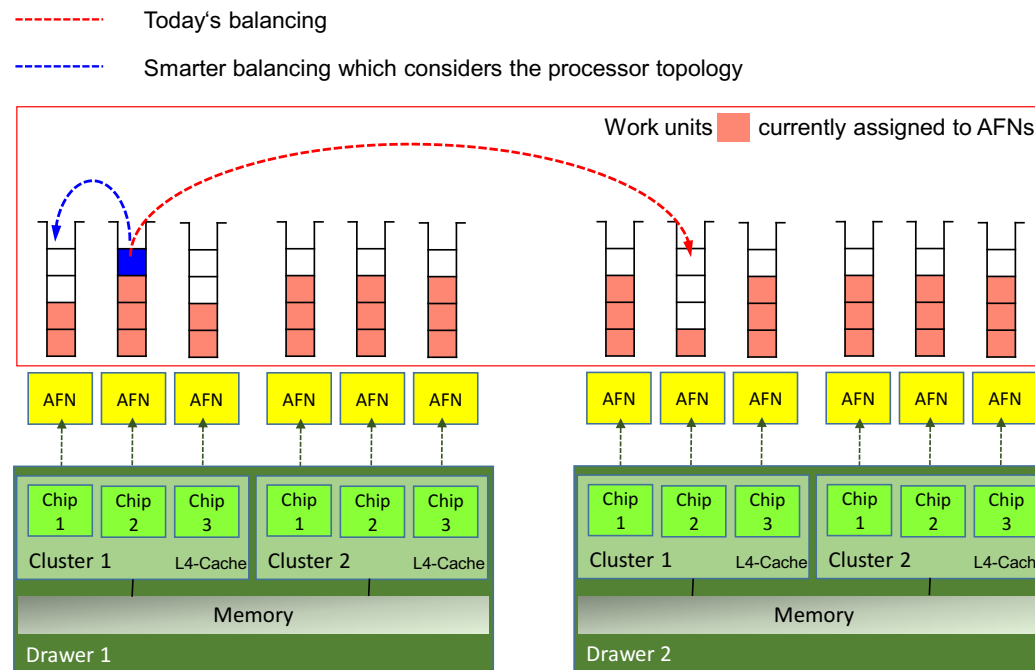 Today‘s balancing
Smarter balancing which considers the processor topology
Work units currently assigned to AFNs
AFN AFN AFN AFN AFN AFN AFN AFN AFN AFN AFN AFN
Chip 1 Chip 2 Chip 3 Chip 1 Chip 2 Chip 3 Chip 1 Chip 2 Chip 3 Chip 1 Chip 2 Chip 3
Cluster 1 L4-Cache Cluster 2 L4-Cache Cluster 1 L4-Cache Cluster 2 L4-Cache
Memory Memory
Drawer 1 Drawer 2